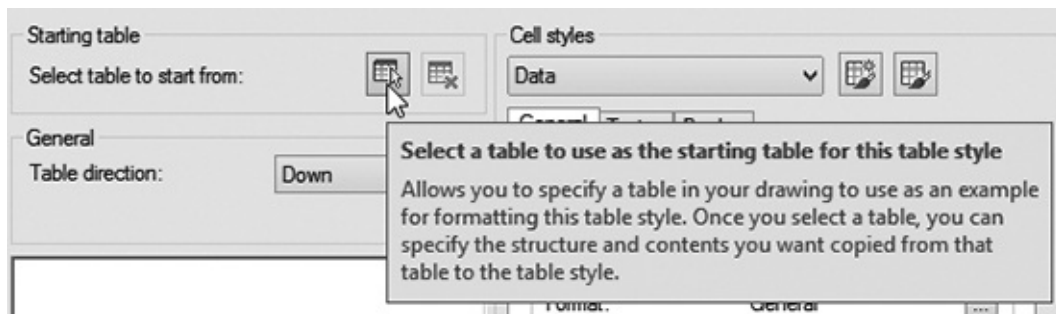 Starting table
Select table to start from:
General
Table direction:
Down
Cell styles
Data
General
Select a table to use as the starting table for this table style
Allows you to specify a table in your drawing to use as an example
for formatting this table style. Once you select a table, you can
specify the structure and contents you want copied from that
table to the table style.
Format:
General
...